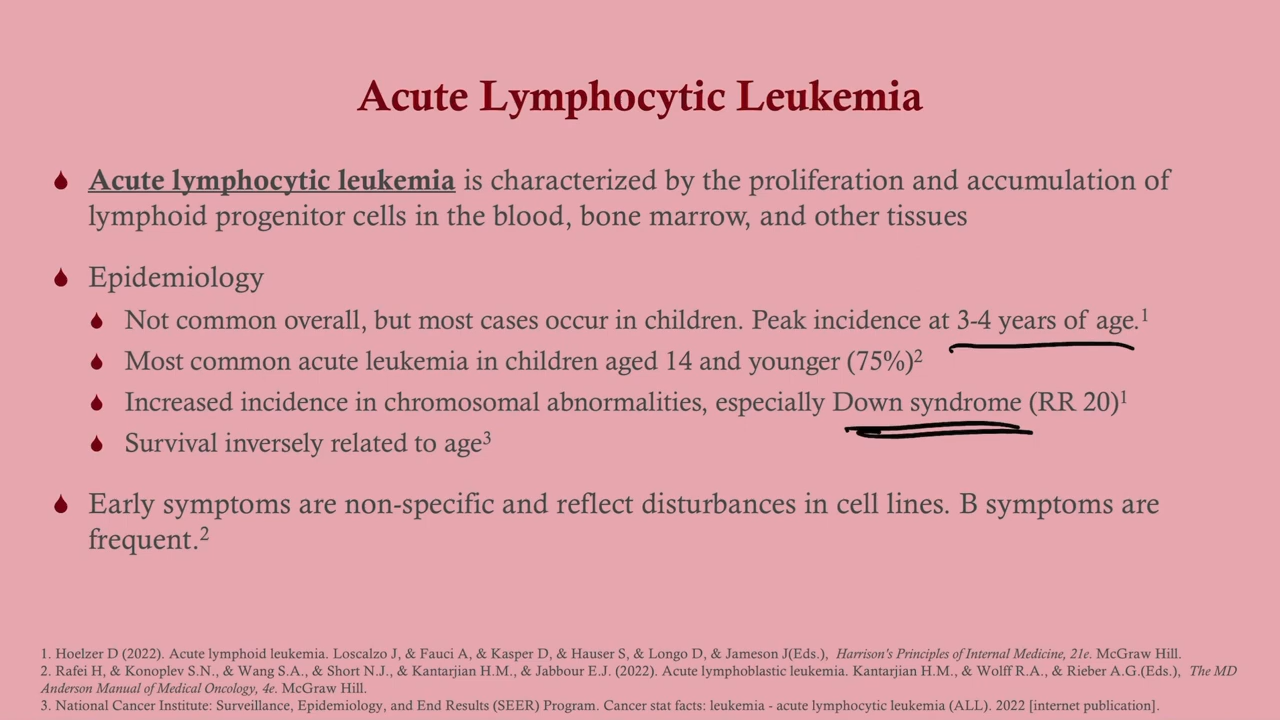 Acute Lymphocytic Leukemia
Acute lymphocytic leukemia is characterized by the proliferation and accumulation of
lymphoid progenitor cells in the blood, bone marrow, and other tissues
Epidemiology
Not common overall, but most cases occur in children. Peak incidence at 3-4 years of age.¹
Most common acute leukemia in children aged 14 and younger (75%)²
Increased incidence in chromosomal abnormalities, especially Down syndrome (RR 20)¹
Survival inversely related to age³
Early symptoms are non-specific and reflect disturbances in cell lines. B symptoms are
frequent.²
1. Hoelzer D (2022). Acute lymphoid leukemia. Loscalzo J, & Fauci A, & Kasper D, & Hauser S, & Longo D, & Jameson J(Eds.), Harrison's Principles of Internal Medicine, 21e. McGraw Hill.
2. Rafei H, & Konoplev S.N., & Wang S.A., & Short N.J., & Kantarjian H.M., & Jabbour E.J. (2022). Acute lymphoblastic leukemia. Kantarjian H.M., & Wolff R.A., & Rieber A.G.(Eds.), The MD
Anderson Manual of Medical Oncology, 4e. McGraw Hill.
3. National Cancer Institute: Surveillance, Epidemiology, and End Results (SEER) Program. Cancer stat facts: leukemia - acute lymphocytic leukemia (ALL). 2022 [internet publication].